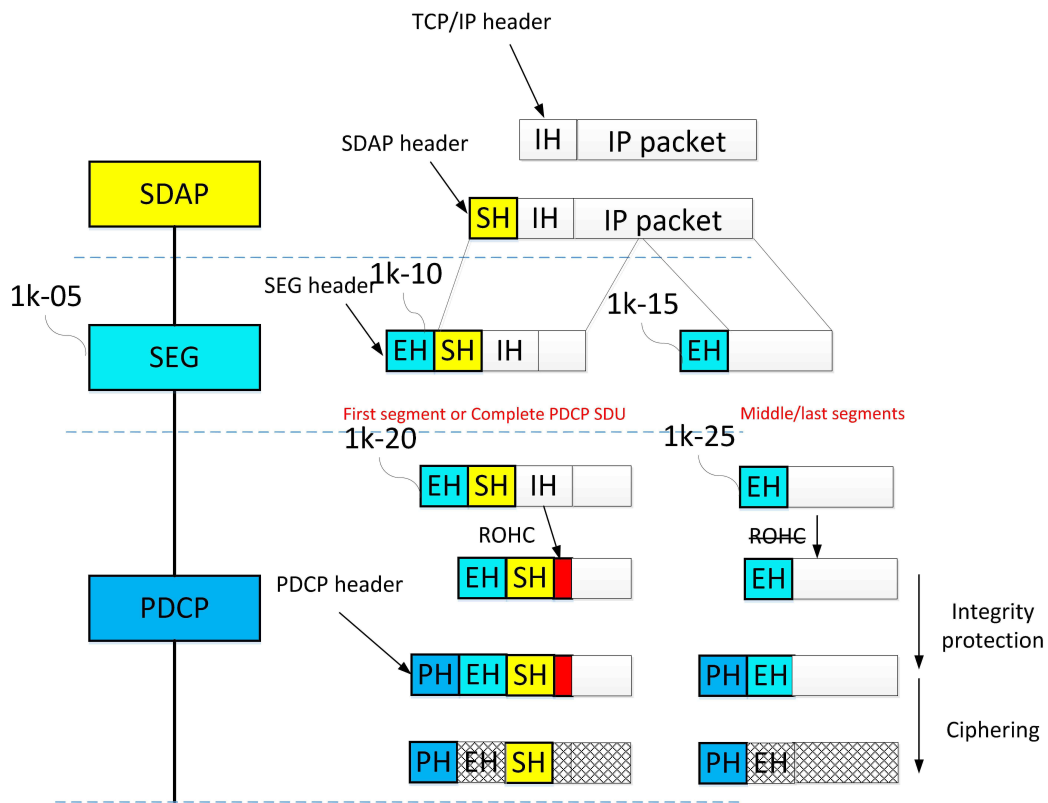 TCP/IP header
IH IP packet
SDAP header
SDAP
SH IH IP packet
1k-10
SEG header
1k-05
1k-15
SEG
EH SH IH
EH
First segment or Complete PDCP SDU
Middle/last segments
1k-20
1k-25
EH SH IH
EH
ROHC
ROHC
EH SH
EH
PDCP header
PDCP
Integrity
protection
PH EH SH
PH EH
Ciphering
PH EH SH
PH EH